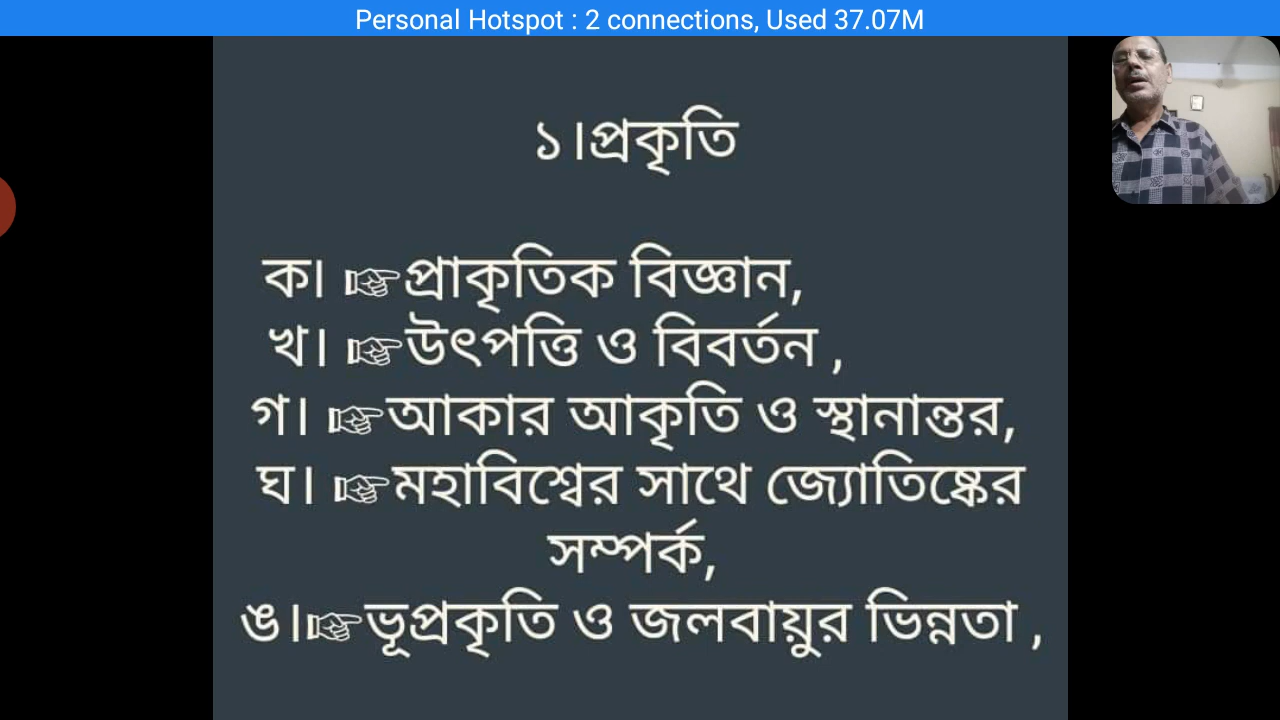 Personal Hotspot : 2 connections, Used 37.07M
১।প্রকৃতি
ক। ☞প্রাকৃতিক বিজ্ঞান,
খ। ☞উৎপত্তি ও বিবর্তন ,
গ। ☞আকার আকৃতি ও স্থানান্তর,
ঘ। ☞মহাবিশ্বের সাথে জ্যোতিষ্কের
সম্পর্ক,
ঙ।☞ভূপ্রকৃতি ও জলবায়ুর ভিন্নতা ,